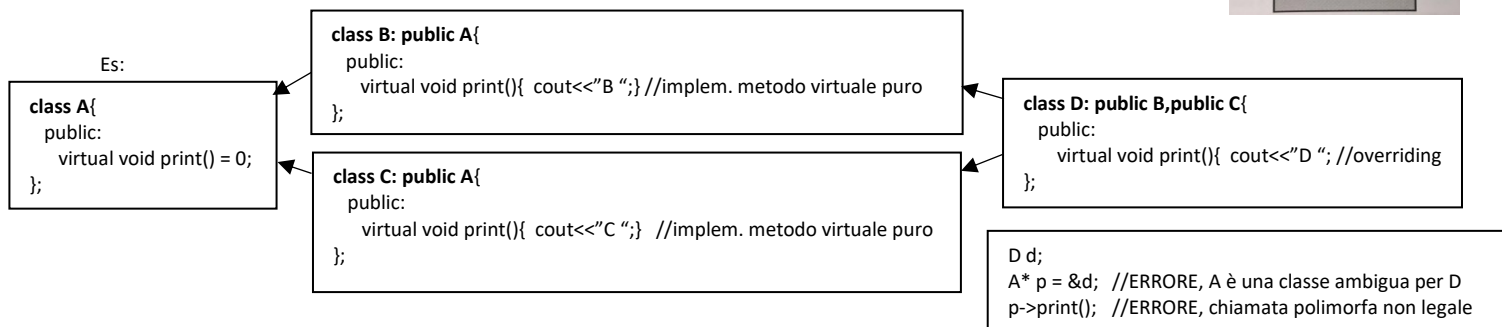 Es:
class A{
public:
virtual void print() = 0;
};
class B: public A{
public:
virtual void print(){ cout<<”B “;} //implem. metodo virtuale puro
};
class C: public A{
public:
virtual void print(){ cout<<”C “;} //implem. metodo virtuale puro
};
class D: public B,public C{
public:
virtual void print(){ cout<<”D “; //overriding
};
D d;
A* p = &d; //ERRORE, A è una classe ambigua per D
p->print(); //ERRORE, chiamata polimorfa non legale